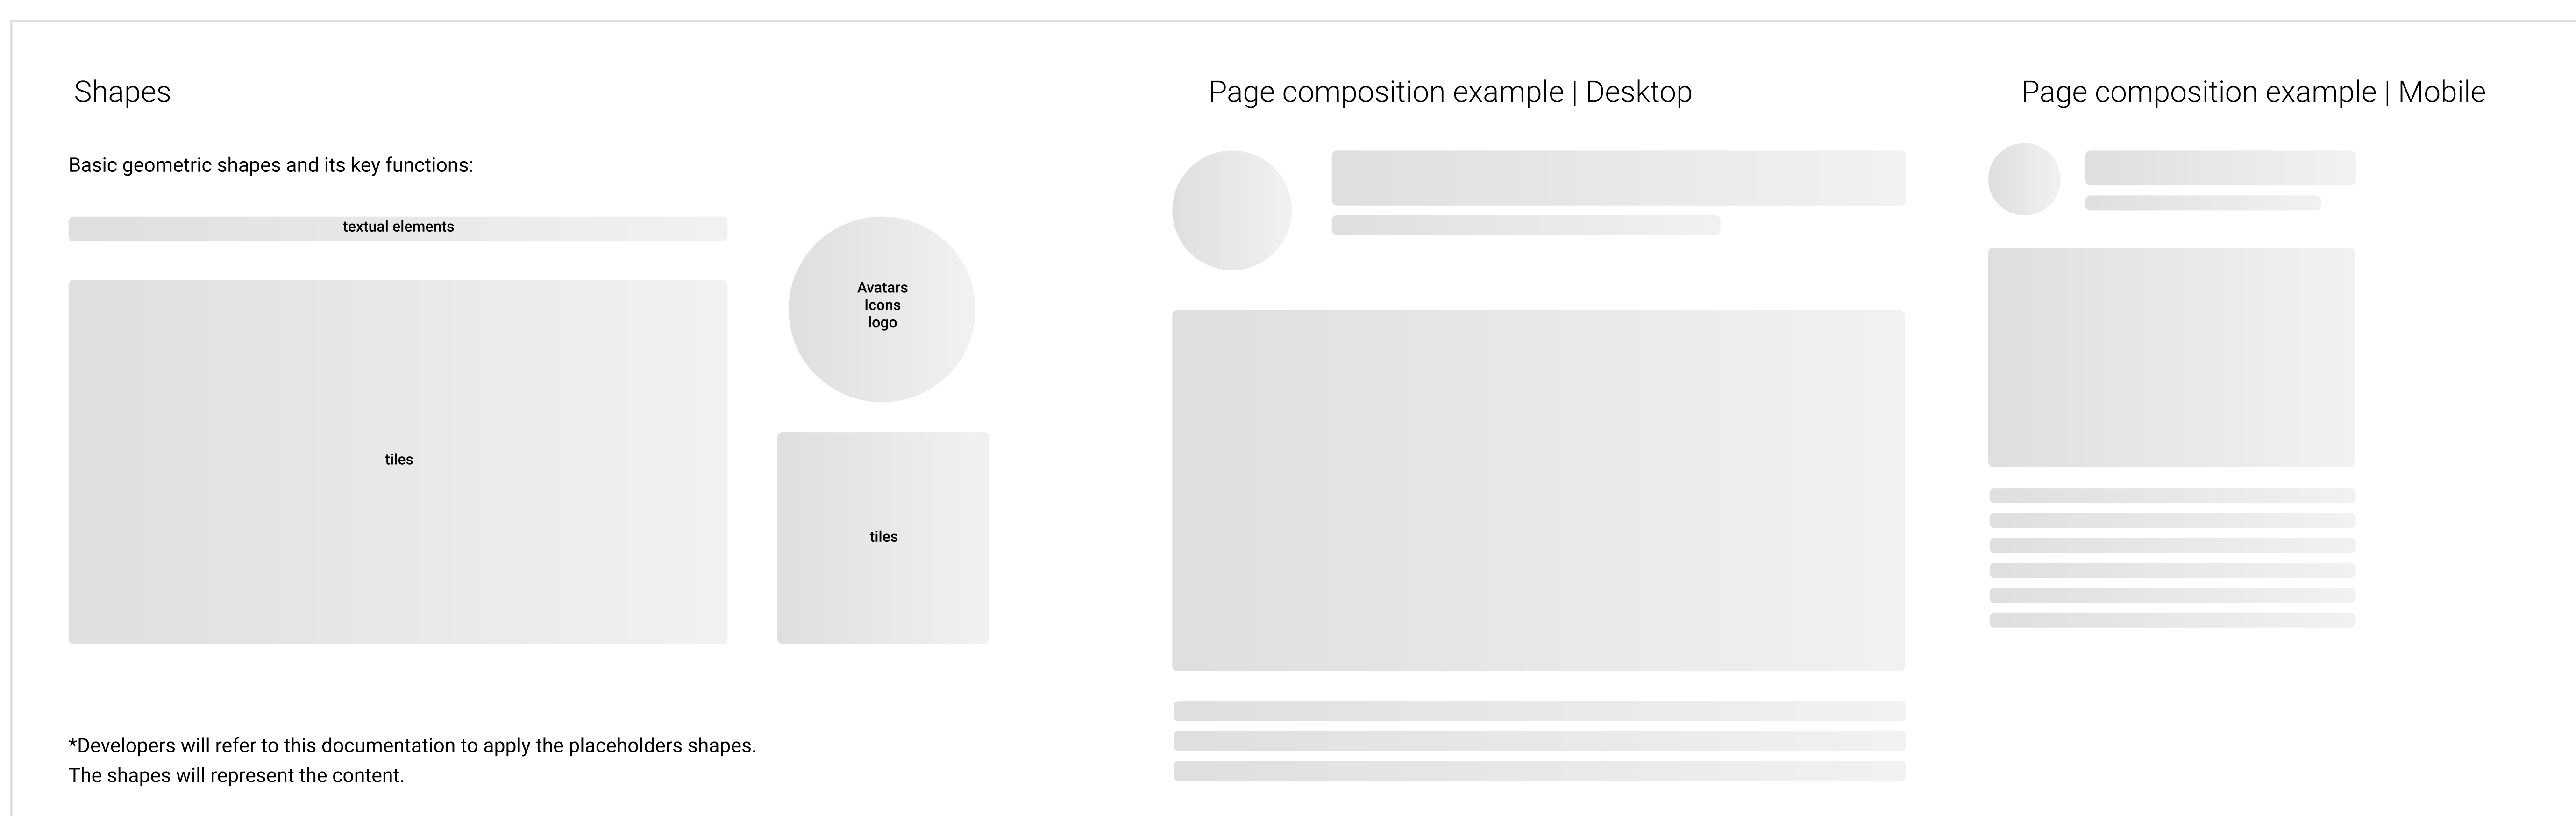 Shapes
Basic geometric shapes and its key functions:
textual elements
Avatars
Icons
logo
tiles
tiles
*Developers will refer to this documentation to apply the placeholders shapes.
The shapes will represent the content.
Page composition example | Desktop
Page composition example | Mobile